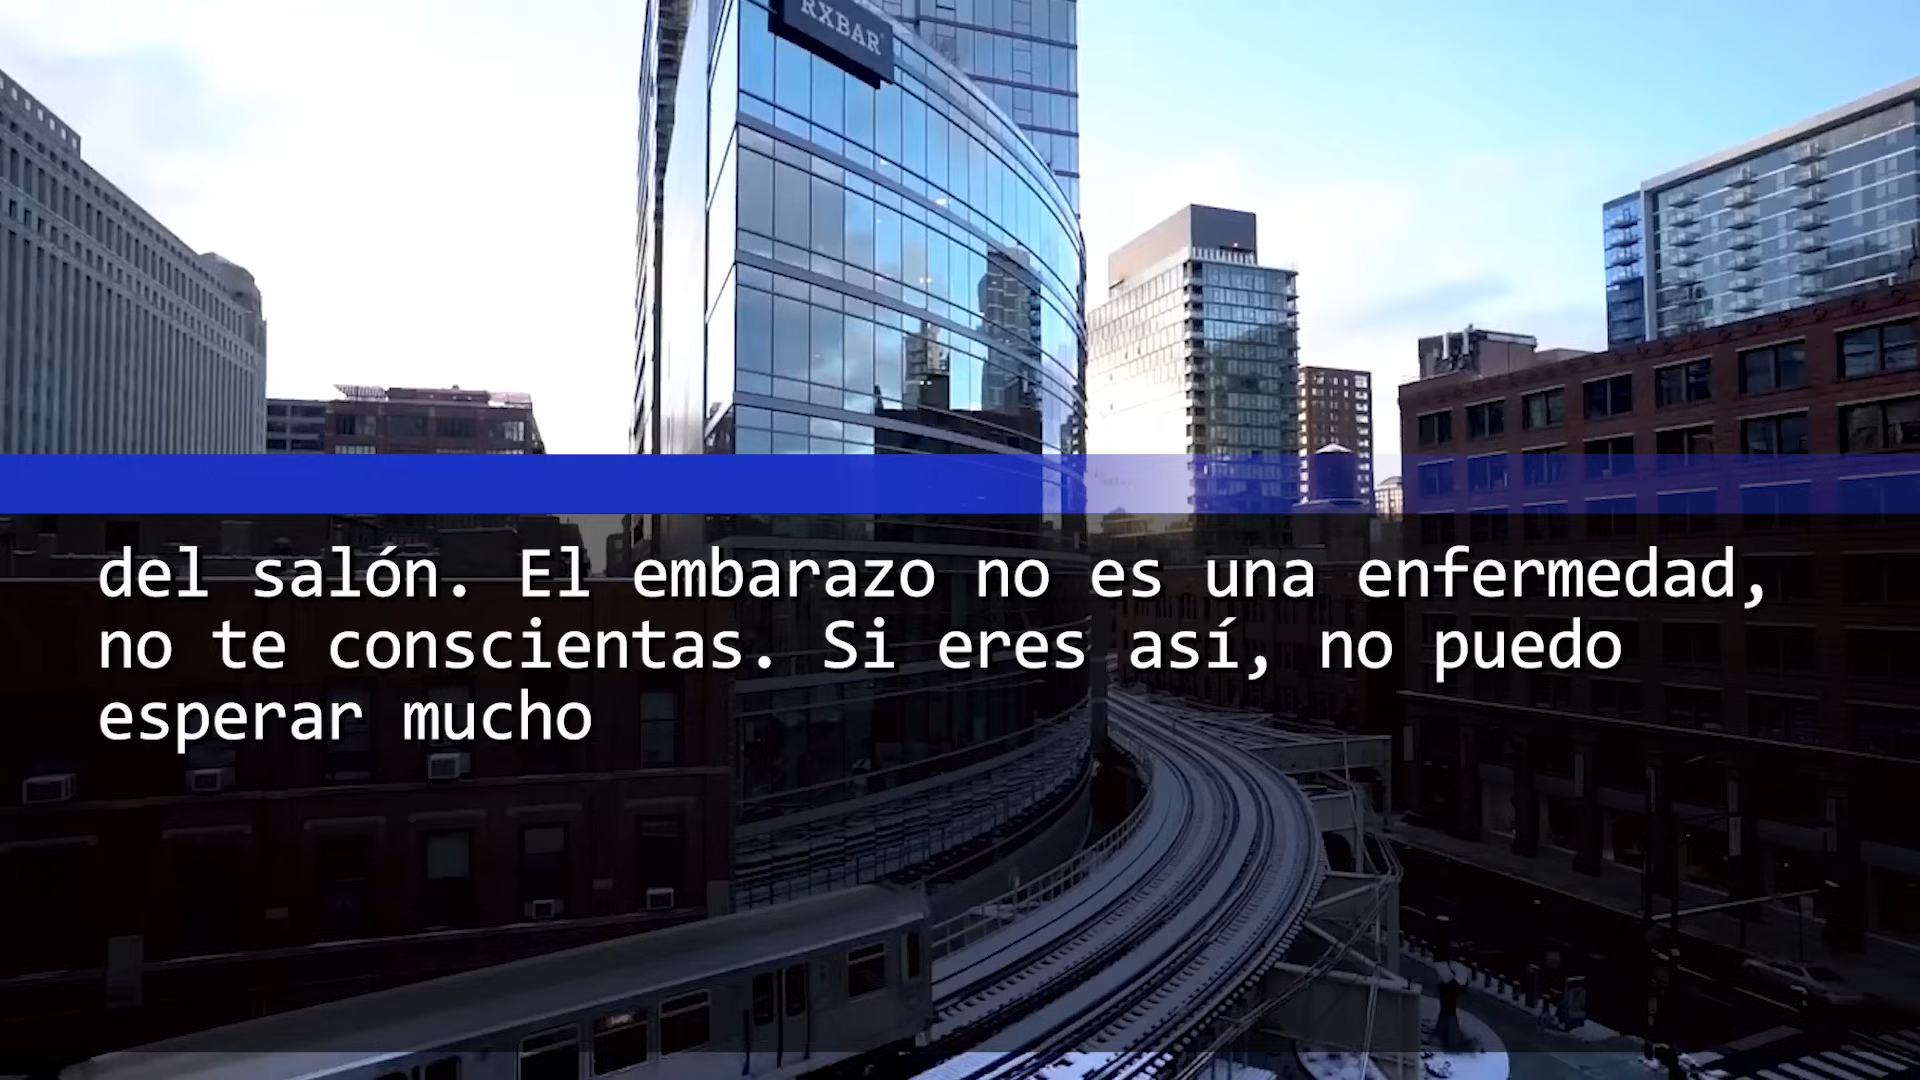 RXBAR
del salón. El embarazo no es una enfermedad,
no te conscientas. Si eres así, no puedo
esperar mucho